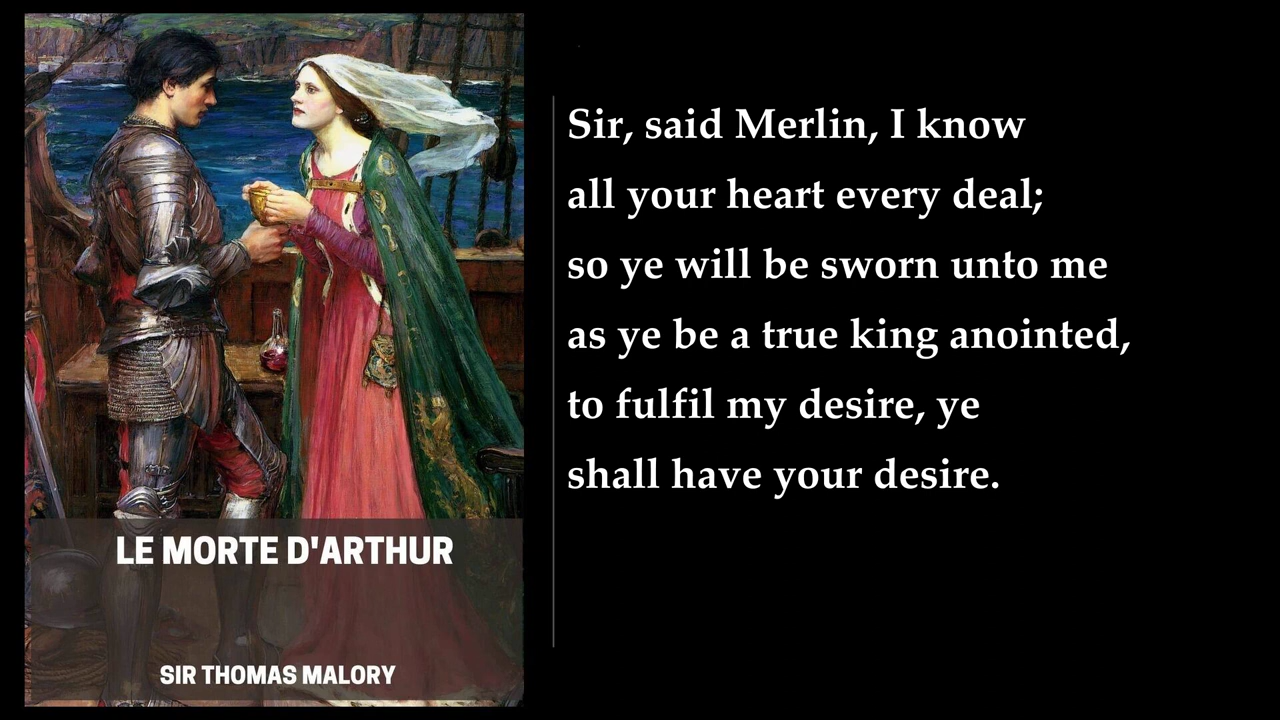 LE MORTE D'ARTHUR
SIR THOMAS MALORY
Sir, said Merlin, I know
all your heart every deal;
so ye will be sworn unto me
as ye be a true king anointed,
to fulfil my desire, ye
shall have your desire.